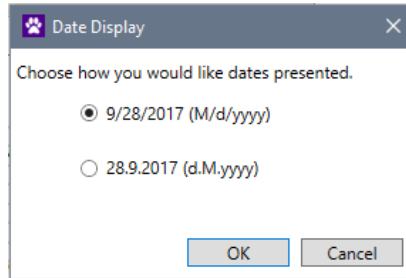 Date Display
Choose how you would like dates presented.
9/28/2017 (M/d/yyyy)
28.9.2017 (d.M.yyyy)
OK Cancel